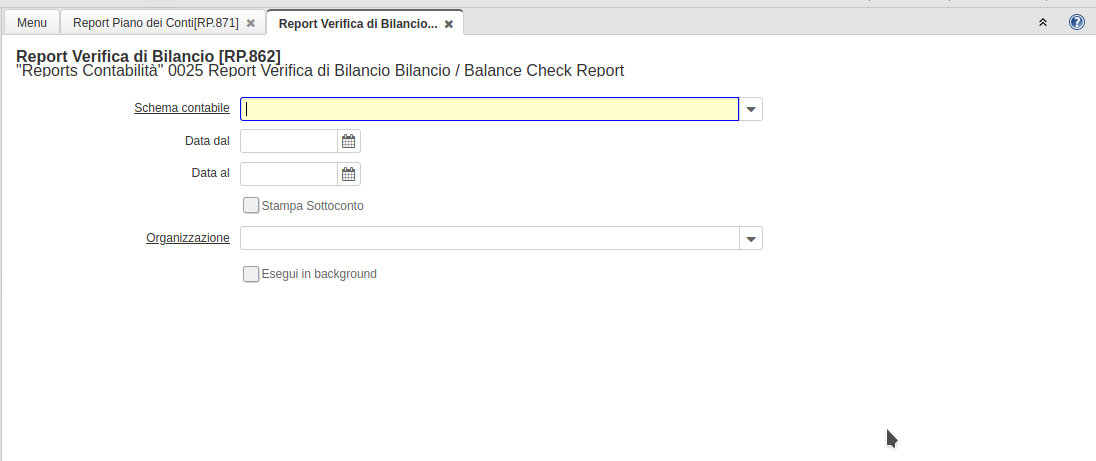 Menu Report Piano dei Conti[RP.871] Report Verifica di Bilancio...
Report Verifica di Bilancio [RP.862]
"Reports Contabilità" 0025 Report Verifica di Bilancio Bilancio / Balance Check Report
Schema contabile
Data dal
Data al
Stampa Sottoconto
Organizzazione
Esegui in background